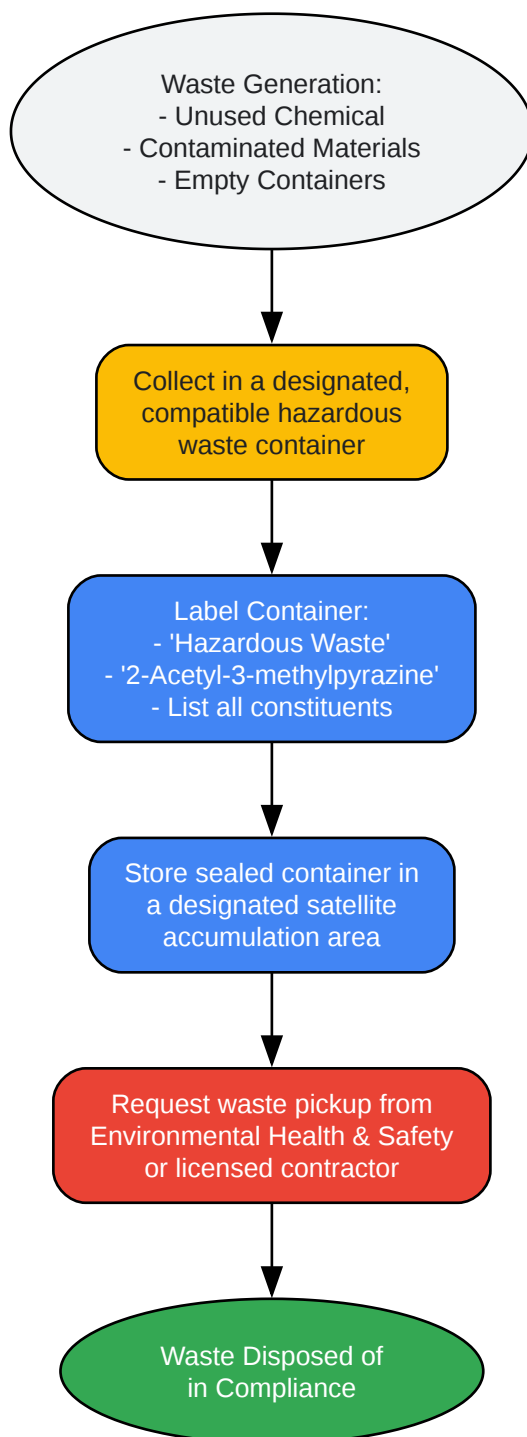 Waste Generation:
- Unused Chemical
- Contaminated Materials
- Empty Containers
Collect in a designated,
compatible hazardous
waste container
Label Container:
- 'Hazardous Waste'
- '2-Acetyl-3-methylpyrazine'
- List all constituents
Store sealed container in
a designated satellite
accumulation area
Request waste pickup from
Environmental Health & Safety
or licensed contractor
Waste Disposed of
in Compliance